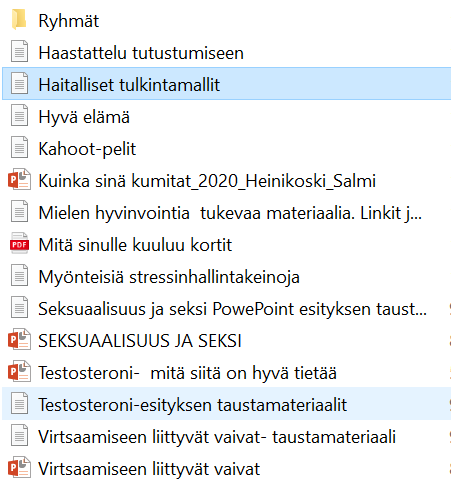 Ryhmät
Haastattelu tutustumiseen
Haitalliset tulkintamallit
Hyvä elämä
Kahoot-pelit
Kuinka sinä kumitat_2020_Heinikoski_Salmi
Mielen hyvinvointia  tukevaa materiaalia. Linkit j...
Mitä sinulle kuuluu kortit
Myönteisiä stressinhallintakeinoja
Seksuaalisuus ja seksi PowePoint esityksen taust...
SEKSUAALISUUS JA SEKSI
Testosteroni-  mitä siitä on hyvä tietää
Testosteroni-esityksen taustamateriaalit
Virtsaamiseen liittyvät vaivat- taustamateriaali
Virtsaamiseen liittyvät vaivat